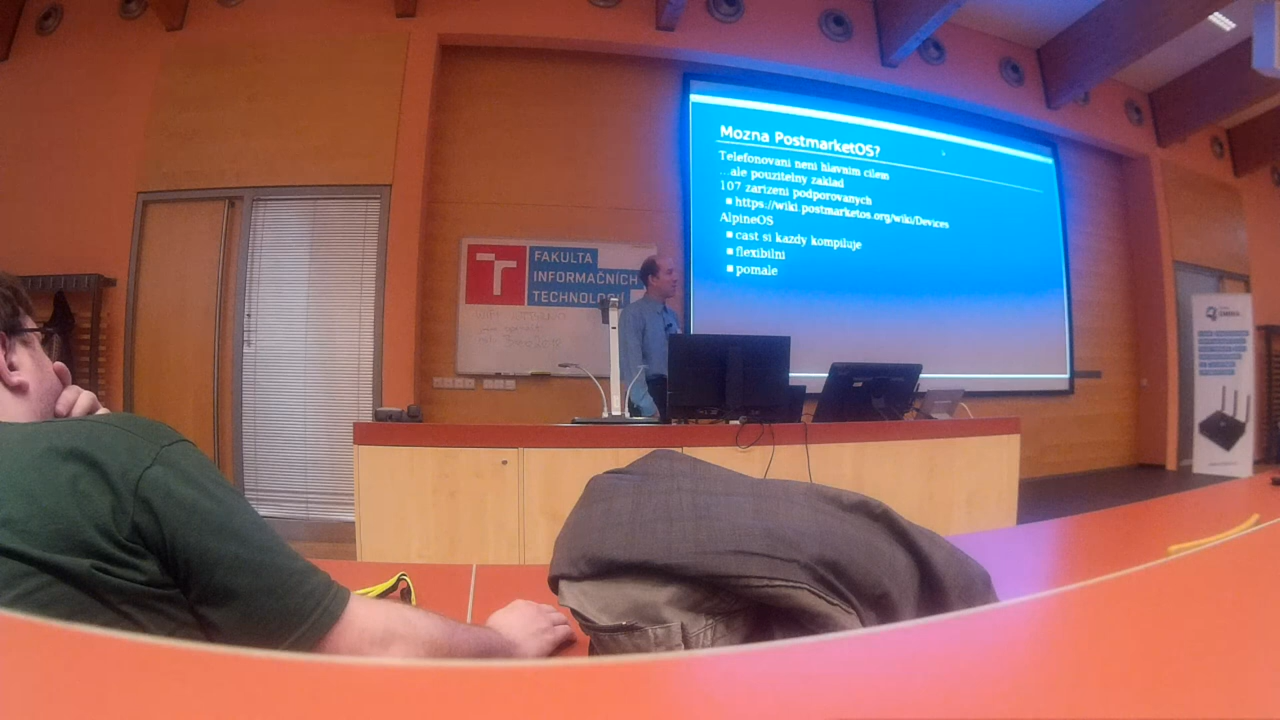 Mozna PostmarketOS?
Telefonovani neni hlavnim cilem
...ale pouzitelny zaklad
107 zarizeni podporovanych
https://wiki.postmarketos.org/wiki/Devices
AlpineOS
cast si kazdy kompiluje
flexibilni
pomale
FAKULTA
INFORMAČNÍCH
TECHNOLOGIÍ